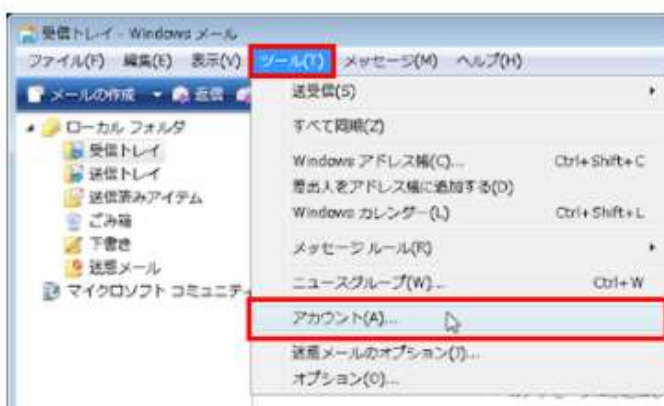 受信トレイ - Windows メール
ファイル(F) 編集(E) 表示(V) ツール(T) メッセージ(M) ヘルプ(H)
メールの作成 返信
ローカル フォルダ
受信トレイ
送信トレイ
送信済みアイテム
ごみ箱
下書き
迷惑メール
マイクロソフト コミュニティ
送受信(S)
すべて同期(Z)
Windows アドレス帳(C)... Ctrl+Shift+C
差出人をアドレス帳に追加する(D)
Windows カレンダー(L) Ctrl+Shift+L
メッセージ ルール(R)
ニュースグループ(W)... Ctrl+W
アカウント(A)...
迷惑メールのオプション(J)...
オプション(O)...